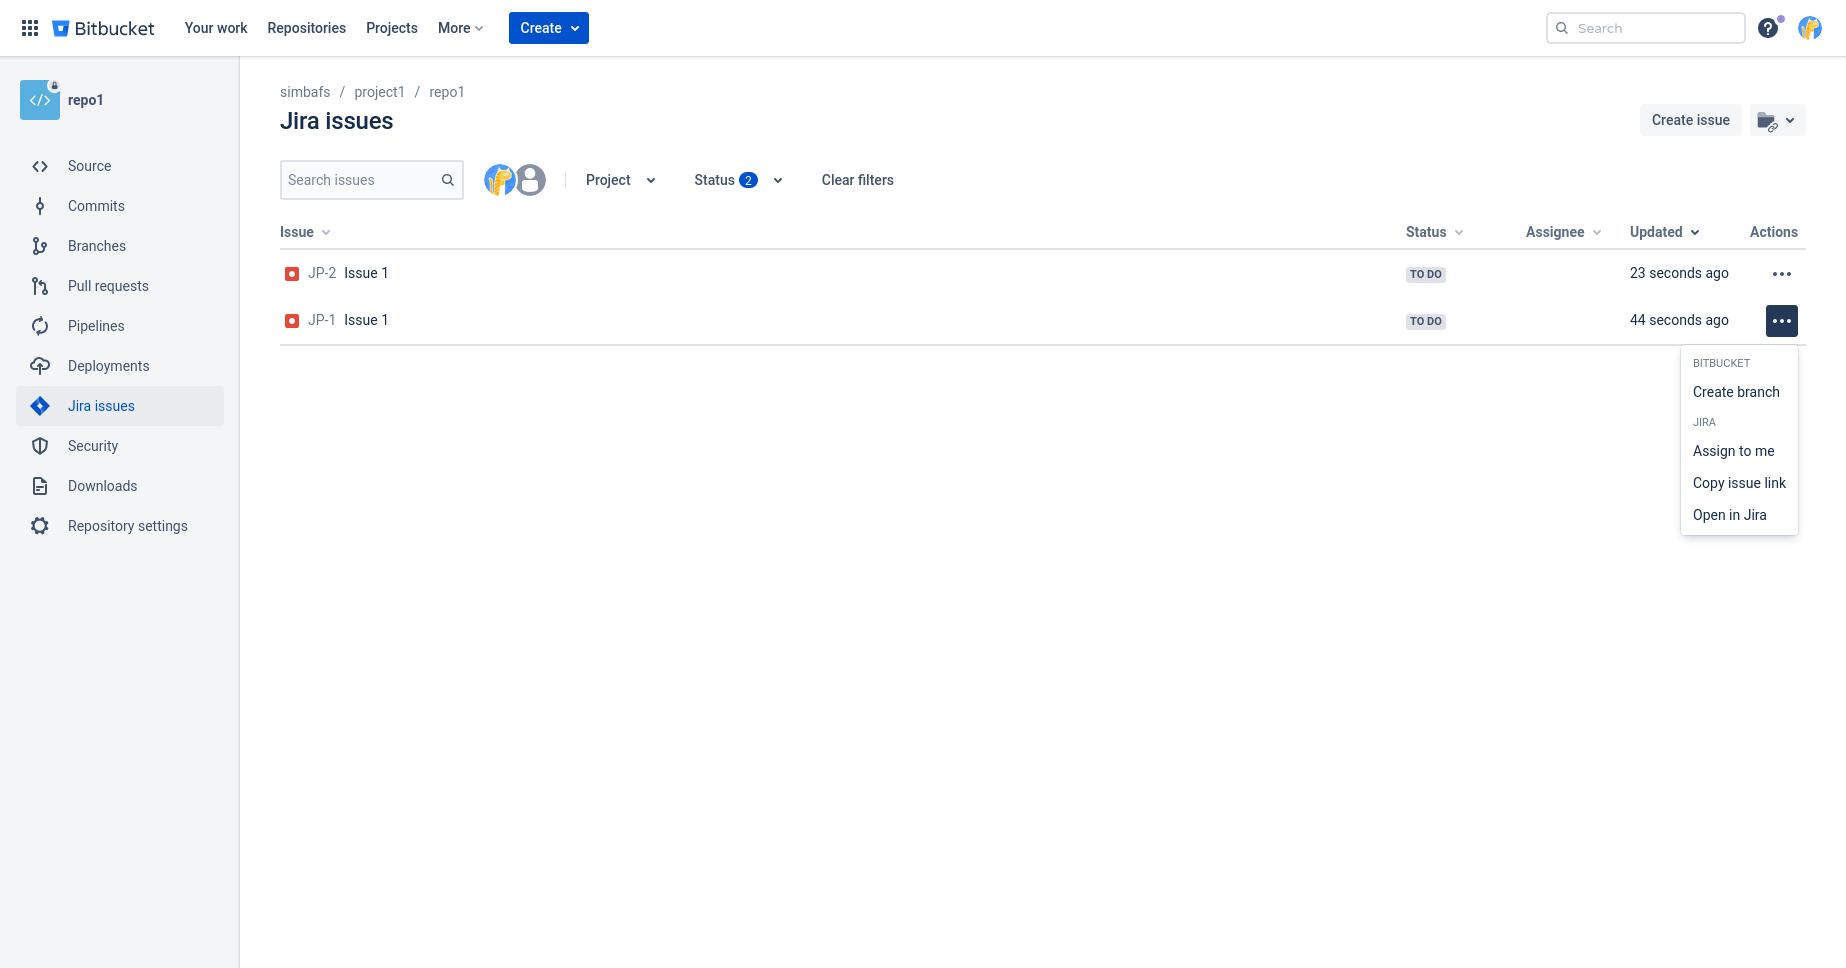 Bitbucket Your work Repositories Projects More Create Search
repo1
Source
Commits
Branches
Pull requests
Pipelines
Deployments
Jira issues
Security
Downloads
Repository settings
simbafs / project1 / repo1
Jira issues
Create issue
Search issues Project Status 2 Clear filters
Issue Status Assignee Updated Actions
JP-2 Issue 1 TO DO 23 seconds ago
JP-1 Issue 1 TO DO 44 seconds ago
BITBUCKET
Create branch
JIRA
Assign to me
Copy issue link
Open in Jira